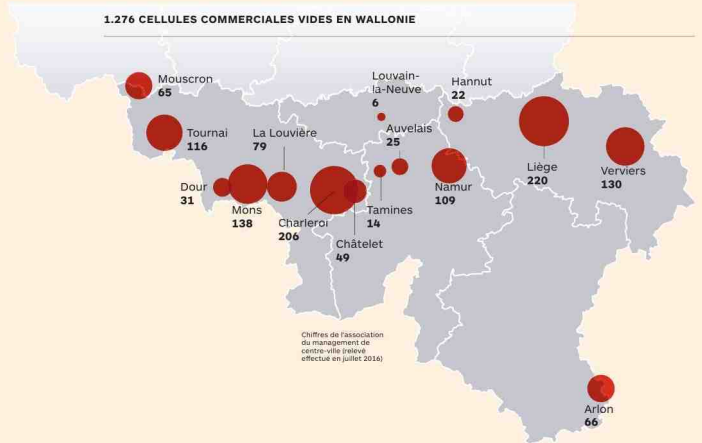 1.276 CELLULES COMMERCIALES VIDES EN WALLONIE
Mouscron
65
Tournai
116
La Louvière
79
Louvain-
la-Neuve
6
Hannut
22
Auvelais
25
Dour
31
Mons
138
Charleroi
206
Châtelet
49
Tamines
14
Namur
109
Liège
220
Verviers
130
Chiffres de l'association
du management de
centre-ville (relevé
effectué en juillet 2016)
Arlon
66